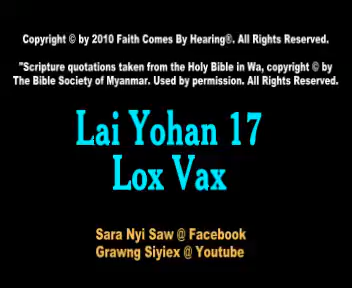 Copyright © by 2010 Faith Comes By Hearing®. All Rights Reserved.
"Scripture quotations taken from the Holy Bible in Wa, copyright © by
The Bible Society of Myanmar. Used by permission. All Rights Reserved.
Lai Yohan 17
Lox Vax
Sara Nyi Saw @ Facebook
Grawng Siyiex @ Youtube